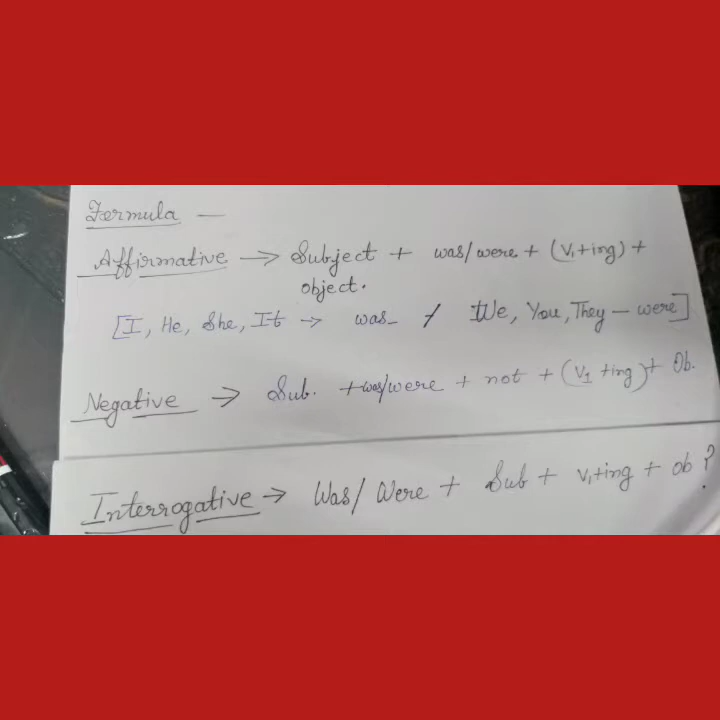 Formula —
Affirmative → Subject + was/were + (V1+ing) +
object.
[I, He, She, It → was / We, You, They — were]
Negative → Sub. + was/were + not + (V1 +ing) + Ob.
Interrogative → Was/Were + Sub + V1+ing + ob ?